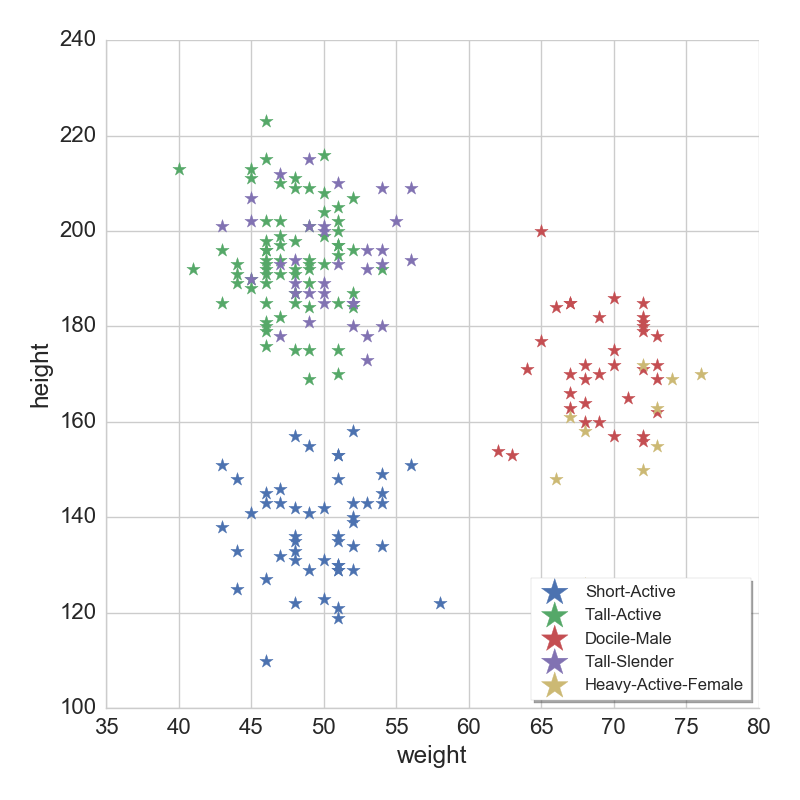 240
220
200
180
160
140
120
100
height
35 40 45 50 55 60 65 70 75 80
weight
Short-Active
Tall-Active
Docile-Male
Tall-Slender
Heavy-Active-Female